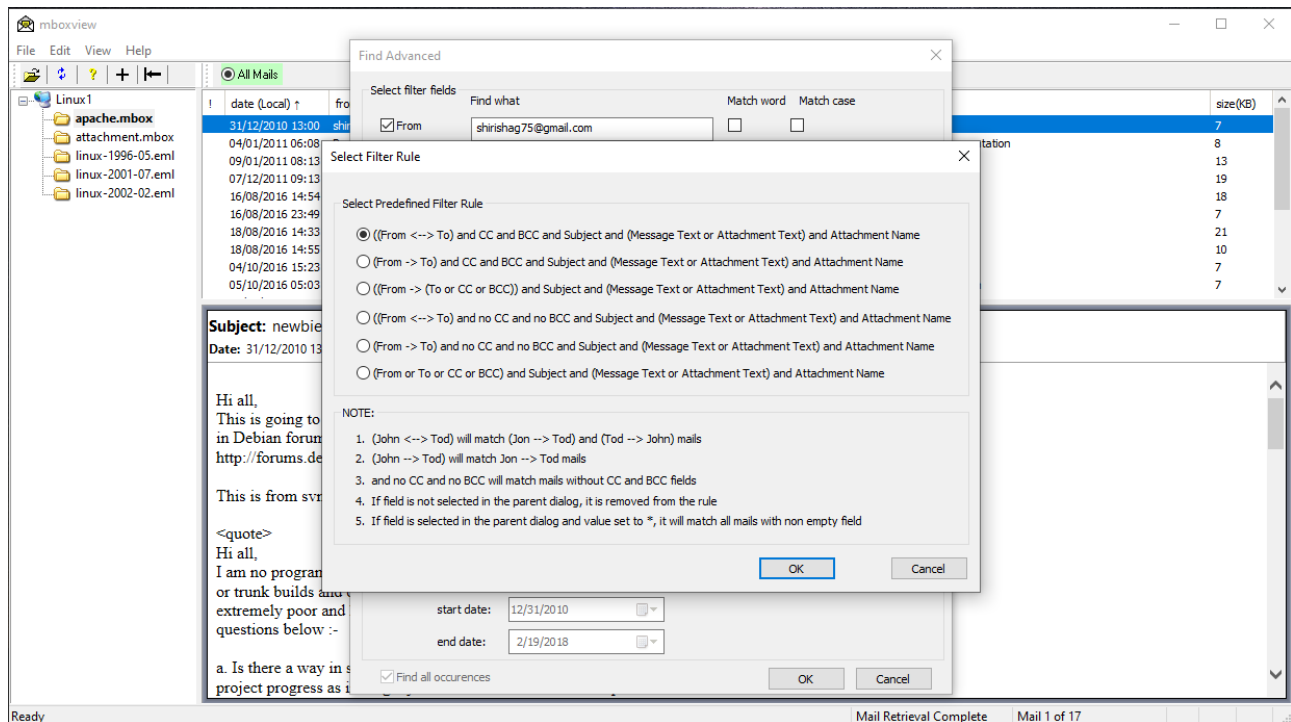 mboxview
File Edit View Help
All Mails
Linux1
apache.mbox
attachment.mbox
linux-1996-05.eml
linux-2001-07.eml
linux-2002-02.eml
! date (Local) ↑ fro size(KB)
31/12/2010 13:00 shi 7
04/01/2011 06:08 tation 8
09/01/2011 08:13 13
07/12/2011 09:13 19
16/08/2016 14:54 18
16/08/2016 23:49 7
18/08/2016 14:33 21
18/08/2016 14:55 10
04/10/2016 15:23 7
05/10/2016 05:03 7
Find Advanced
Select filter fields
Find what Match word Match case
From shirishag75@gmail.com
Select Filter Rule
Select Predefined Filter Rule
((From <--> To) and CC and BCC and Subject and (Message Text or Attachment Text) and Attachment Name
(From -> To) and CC and BCC and Subject and (Message Text or Attachment Text) and Attachment Name
((From -> (To or CC or BCC)) and Subject and (Message Text or Attachment Text) and Attachment Name
((From <--> To) and no CC and no BCC and Subject and (Message Text or Attachment Text) and Attachment Name
(From -> To) and no CC and no BCC and Subject and (Message Text or Attachment Text) and Attachment Name
(From or To or CC or BCC) and Subject and (Message Text or Attachment Text) and Attachment Name
NOTE:
1. (John <--> Tod) will match (Jon --> Tod) and (Tod --> John) mails
2. (John --> Tod) will match Jon --> Tod mails
3. and no CC and no BCC will match mails without CC and BCC fields
4. If field is not selected in the parent dialog, it is removed from the rule
5. If field is selected in the parent dialog and value set to *, it will match all mails with non empty field
OK Cancel
start date: 12/31/2010
end date: 2/19/2018
Find all occurences
OK Cancel
Subject: newbie
Date: 31/12/2010 13
Hi all,
This is going to
in Debian forum
http://forums.de
This is from svn
<quote>
Hi all,
I am no program
or trunk builds and
extremely poor and
questions below :-
a. Is there a way in s
project progress as i
Ready Mail Retrieval Complete Mail 1 of 17